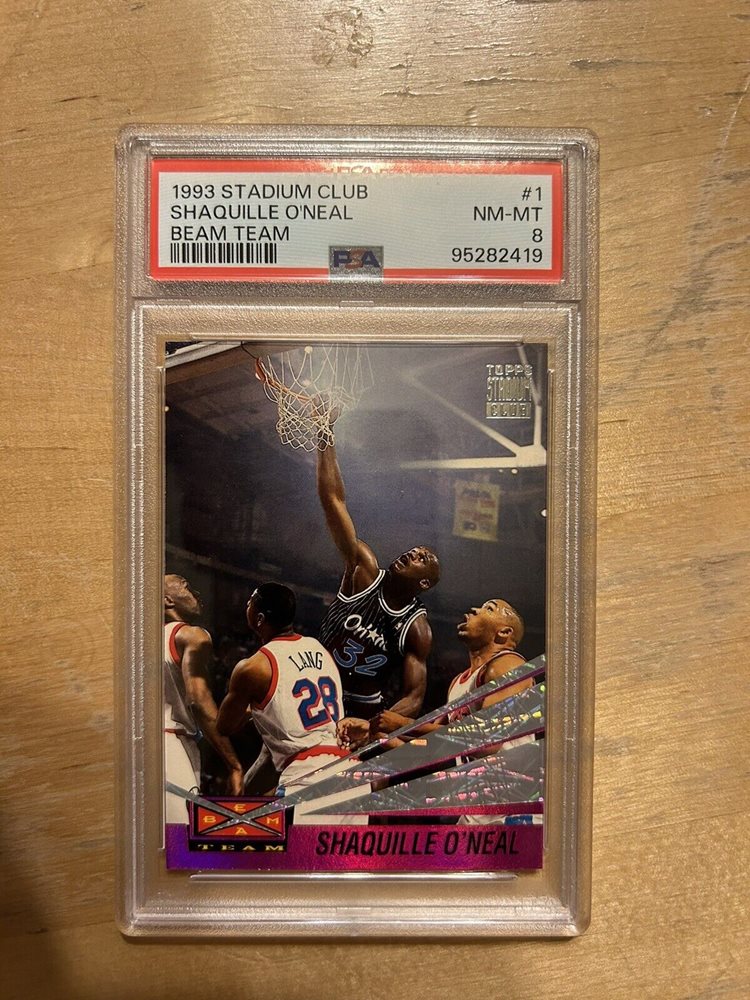 1993 STADIUM CLUB #1
SHAQUILLE O'NEAL NM-MT
BEAM TEAM 8
PSA 95282419
TOPPS
STADIUM
CLUB
Orlando
32
LANG
28
BEAM
TEAM
SHAQUILLE O'NEAL